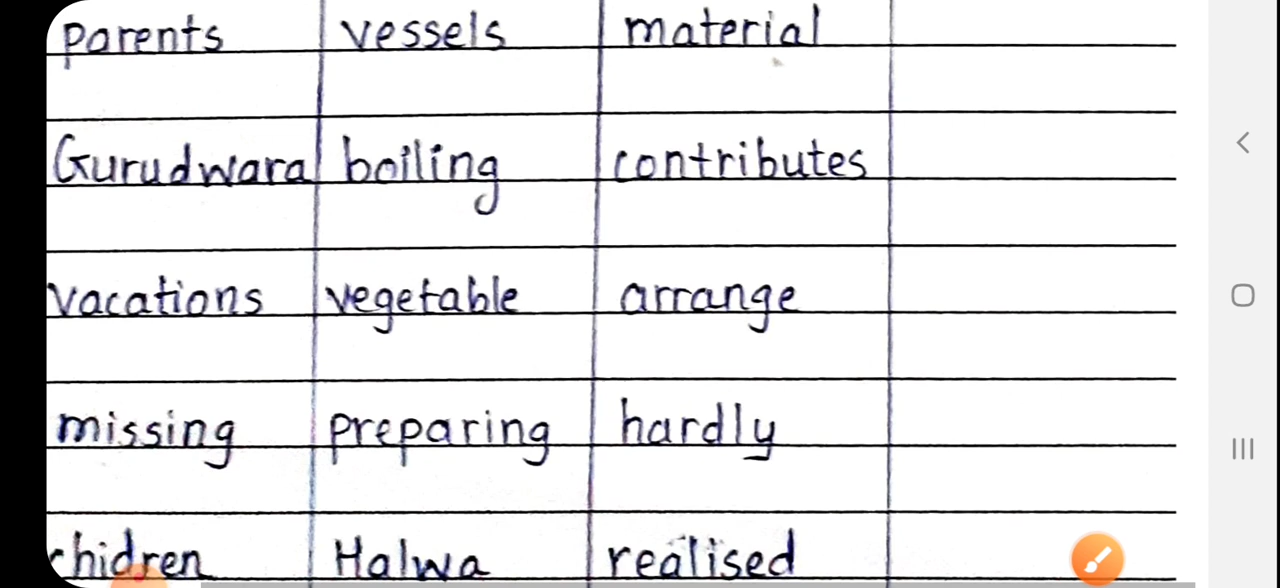 parents vessels material
Gurudwara boiling contributes
vacations vegetable arrange
missing preparing hardly
chidren Halwa realised